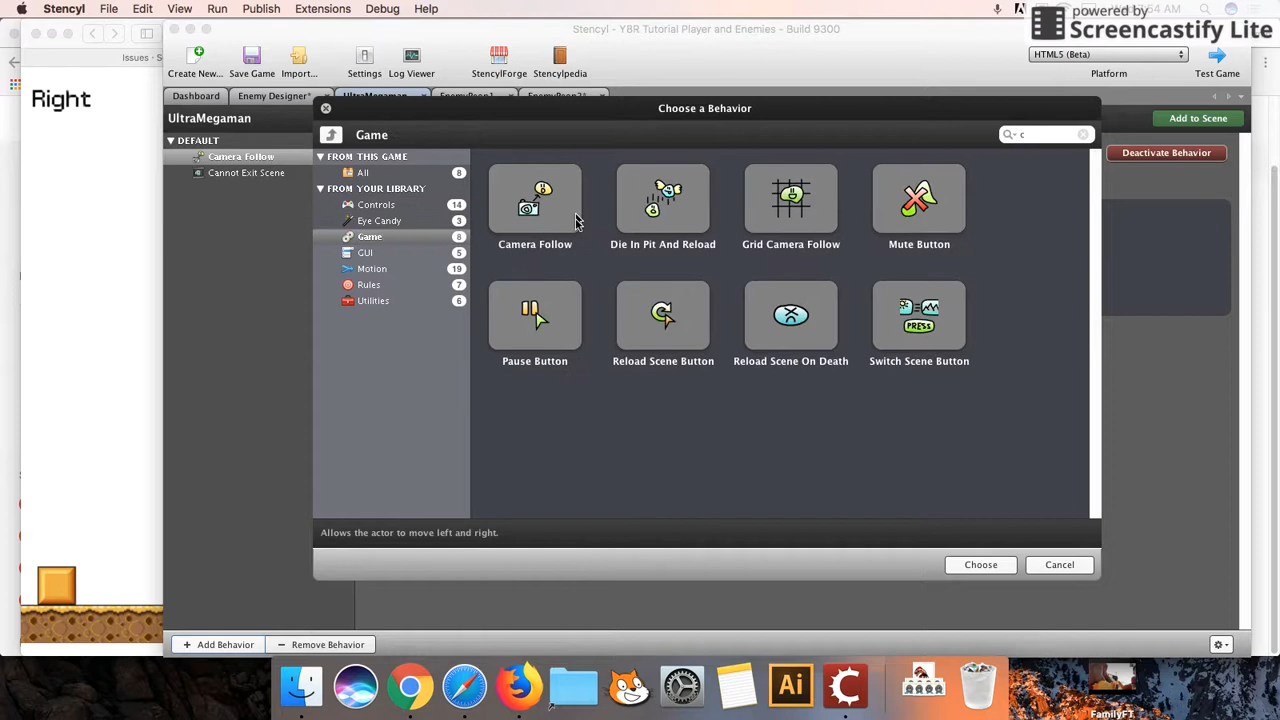 Stencyl File Edit View Run Publish Extensions Debug Help
powered by
Screencastify Lite
Stencyl - Y8R Tutorial Player and Enemies - Build 9300
Create New... Save Game Import... Settings Log Viewer StencylForge Stencylpedia
HTML5 (Beta)
Platform Test Game
Issues - S
Right
Dashboard Enemy Designer* UltraMegaman
UltraMegaman
Add to Scene
DEFAULT
Camera Follow
Cannot Exit Scene
Deactivate Behavior
Choose a Behavior
Game
c
FROM THIS GAME
All 8
FROM YOUR LIBRARY
Controls 14
Eye Candy 3
Game 8
GUI 5
Motion 19
Rules 7
Utilities 6
Camera Follow Die In Pit And Reload Grid Camera Follow Mute Button
PRESS
Pause Button Reload Scene Button Reload Scene On Death Switch Scene Button
Allows the actor to move left and right.
Choose Cancel
+ Add Behavior − Remove Behavior
Ai
FamilyFT